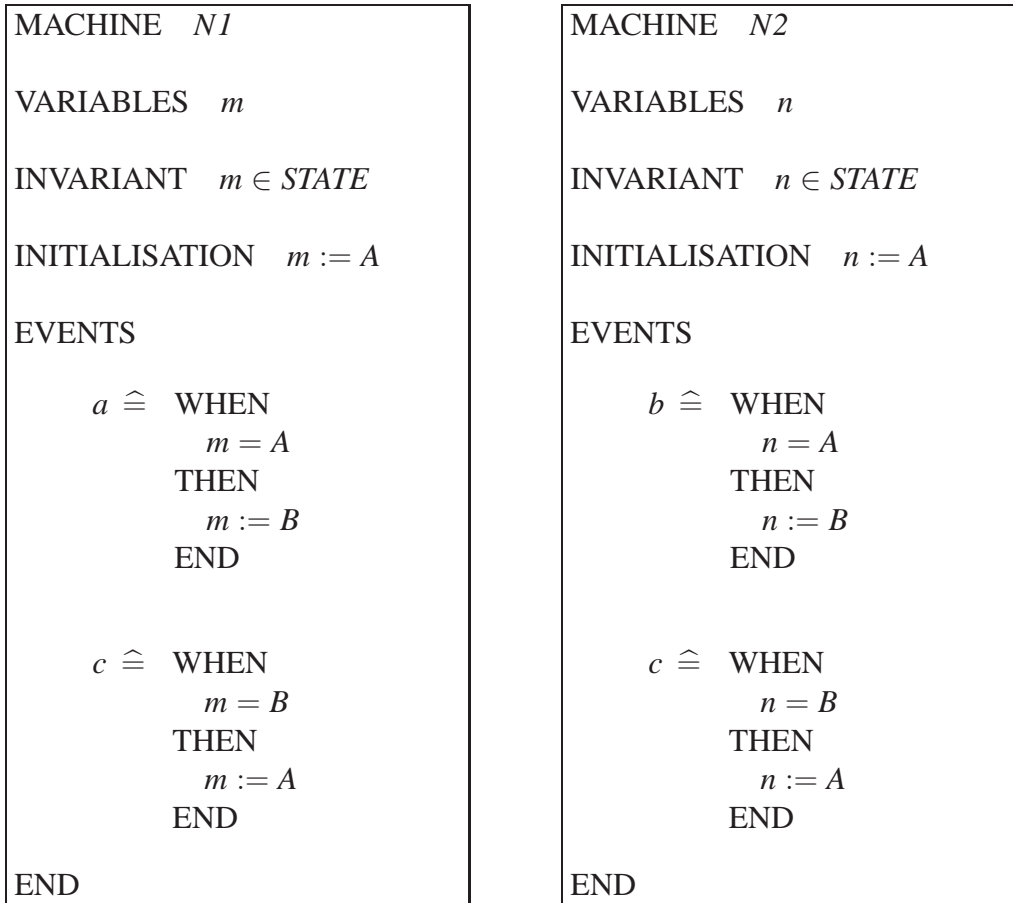 MACHINE N1
VARIABLES m
INVARIANT m ∈ STATE
INITIALISATION m := A
EVENTS
a ≙ WHEN
m = A
THEN
m := B
END
c ≙ WHEN
m = B
THEN
m := A
END
END
MACHINE N2
VARIABLES n
INVARIANT n ∈ STATE
INITIALISATION n := A
EVENTS
b ≙ WHEN
n = A
THEN
n := B
END
c ≙ WHEN
n = B
THEN
n := A
END
END